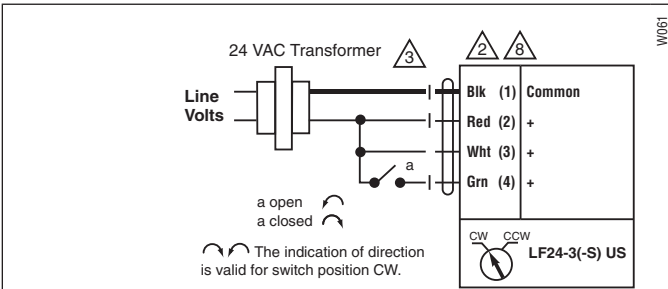 W061
24 VAC Transformer
3
2
8
Line
Volts
Blk (1) Common
Red (2) +
Wht (3) +
a
Grn (4) +
a open
a closed
The indication of direction
is valid for switch position CW.
CW CCW
LF24-3(-S) US